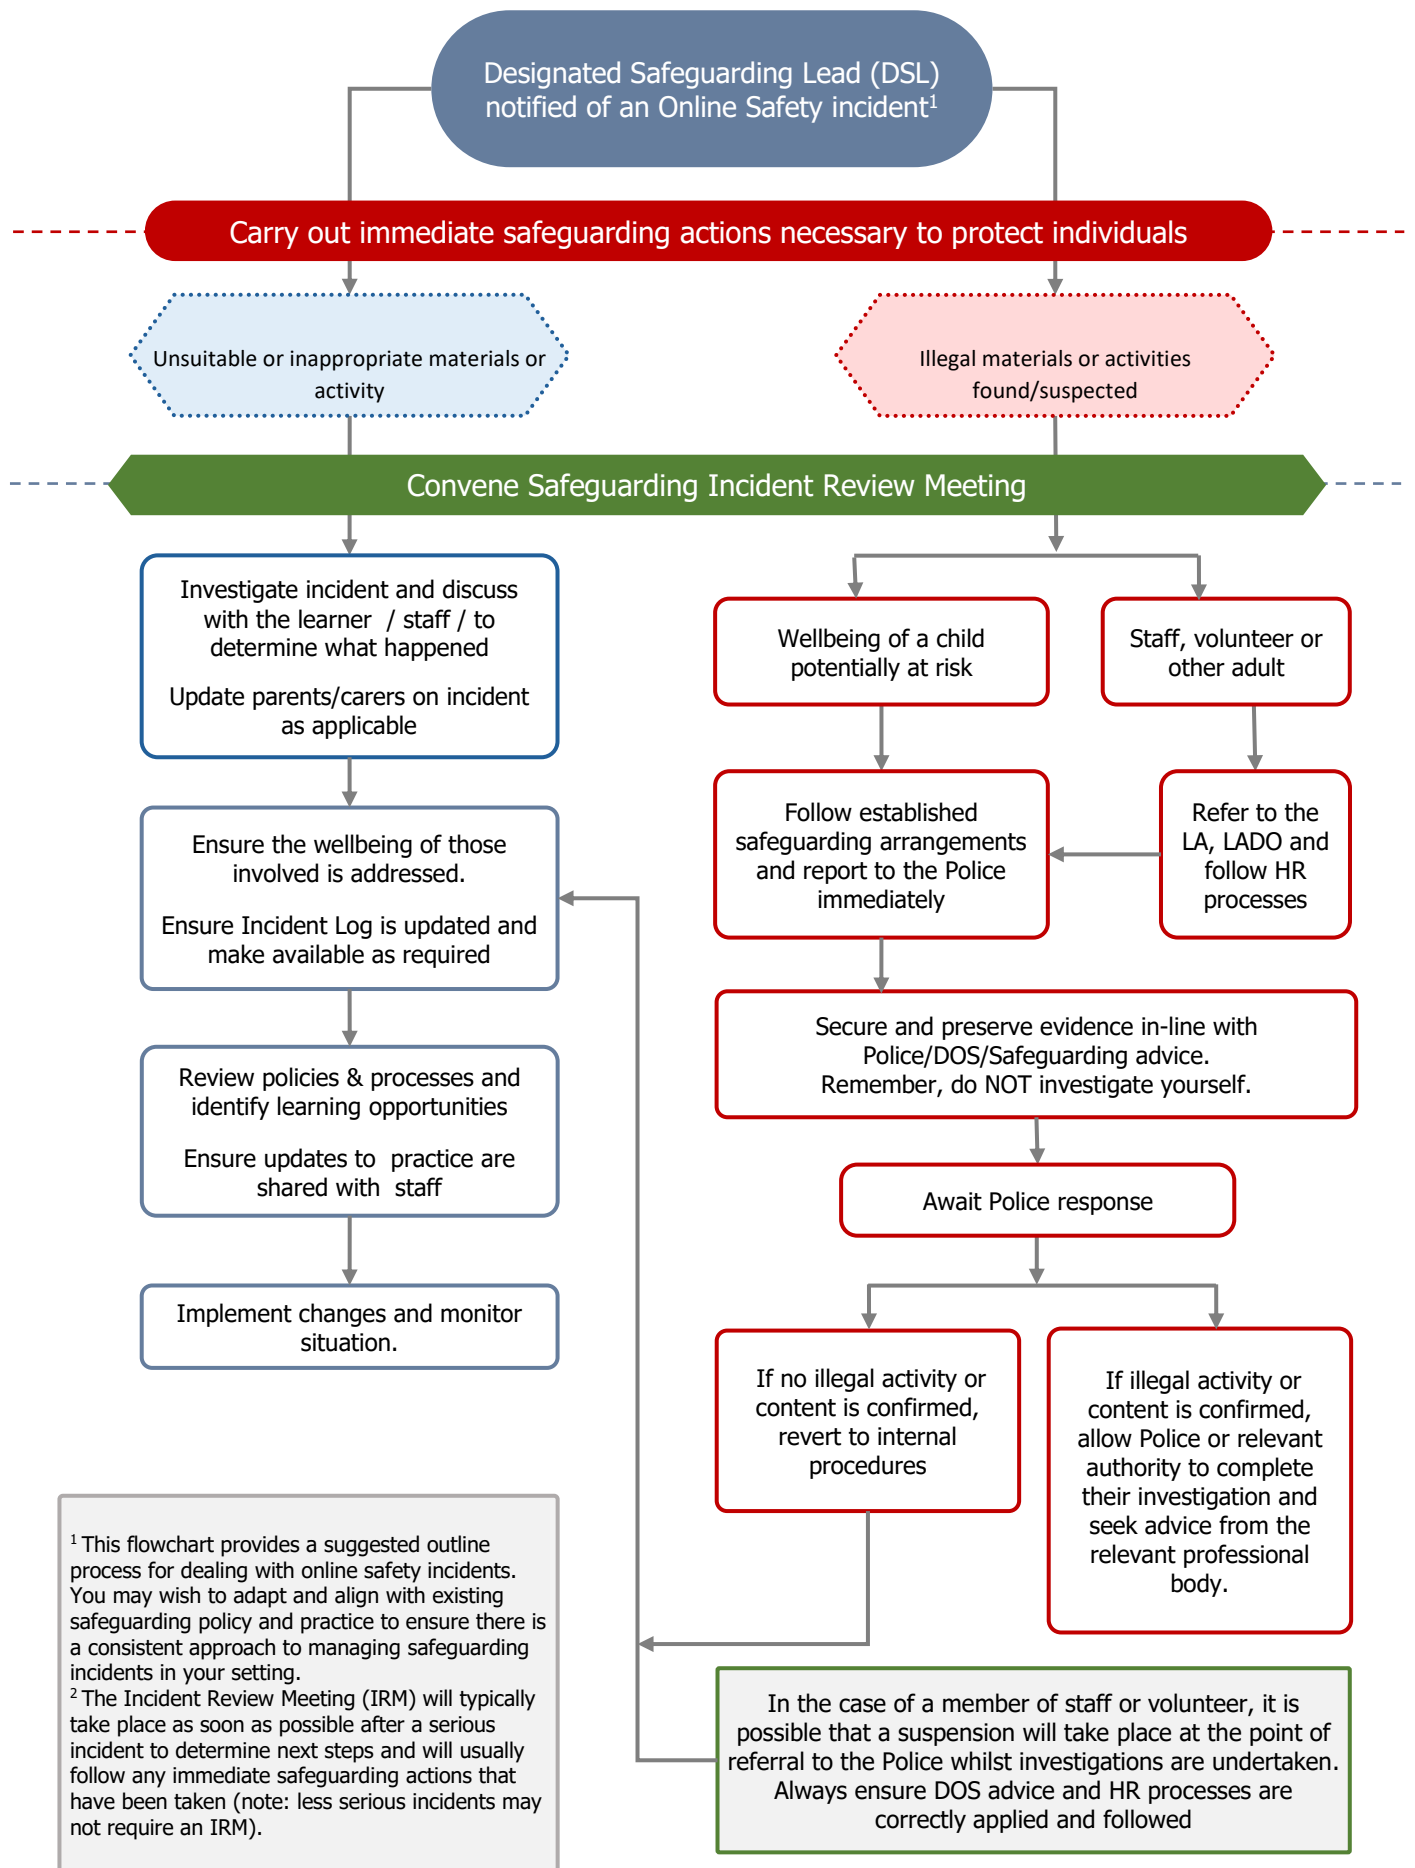 Designated Safeguarding Lead (DSL)
notified of an Online Safety incident¹
Carry out immediate safeguarding actions necessary to protect individuals
Unsuitable or inappropriate materials or
activity
Illegal materials or activities
found/suspected
Convene Safeguarding Incident Review Meeting
Investigate incident and discuss
with the learner / staff / to
determine what happened
Update parents/carers on incident
as applicable
Ensure the wellbeing of those
involved is addressed.
Ensure Incident Log is updated and
make available as required
Review policies & processes and
identify learning opportunities
Ensure updates to practice are
shared with staff
Implement changes and monitor
situation.
Wellbeing of a child
potentially at risk
Staff, volunteer or
other adult
Follow established
safeguarding arrangements
and report to the Police
immediately
Refer to the
LA, LADO and
follow HR
processes
Secure and preserve evidence in-line with
Police/DOS/Safeguarding advice.
Remember, do NOT investigate yourself.
Await Police response
If no illegal activity or
content is confirmed,
revert to internal
procedures
If illegal activity or
content is confirmed,
allow Police or relevant
authority to complete
their investigation and
seek advice from the
relevant professional
body.
In the case of a member of staff or volunteer, it is
possible that a suspension will take place at the point of
referral to the Police whilst investigations are undertaken.
Always ensure DOS advice and HR processes are
correctly applied and followed
¹ This flowchart provides a suggested outline
process for dealing with online safety incidents.
You may wish to adapt and align with existing
safeguarding policy and practice to ensure there is
a consistent approach to managing safeguarding
incidents in your setting.
² The Incident Review Meeting (IRM) will typically
take place as soon as possible after a serious
incident to determine next steps and will usually
follow any immediate safeguarding actions that
have been taken (note: less serious incidents may
not require an IRM).